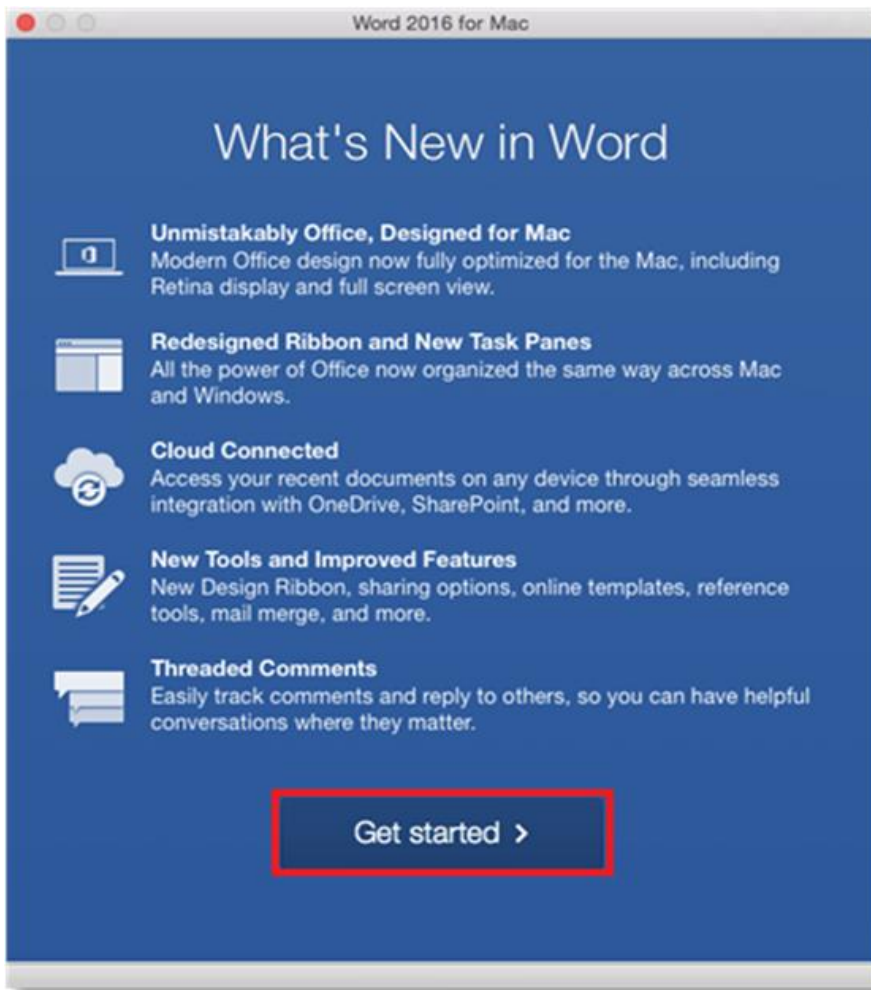 Word 2016 for Mac
What's New in Word
Unmistakably Office, Designed for Mac
Modern Office design now fully optimized for the Mac, including
Retina display and full screen view.
Redesigned Ribbon and New Task Panes
All the power of Office now organized the same way across Mac
and Windows.
Cloud Connected
Access your recent documents on any device through seamless
integration with OneDrive, SharePoint, and more.
New Tools and Improved Features
New Design Ribbon, sharing options, online templates, reference
tools, mail merge, and more.
Threaded Comments
Easily track comments and reply to others, so you can have helpful
conversations where they matter.
Get started >